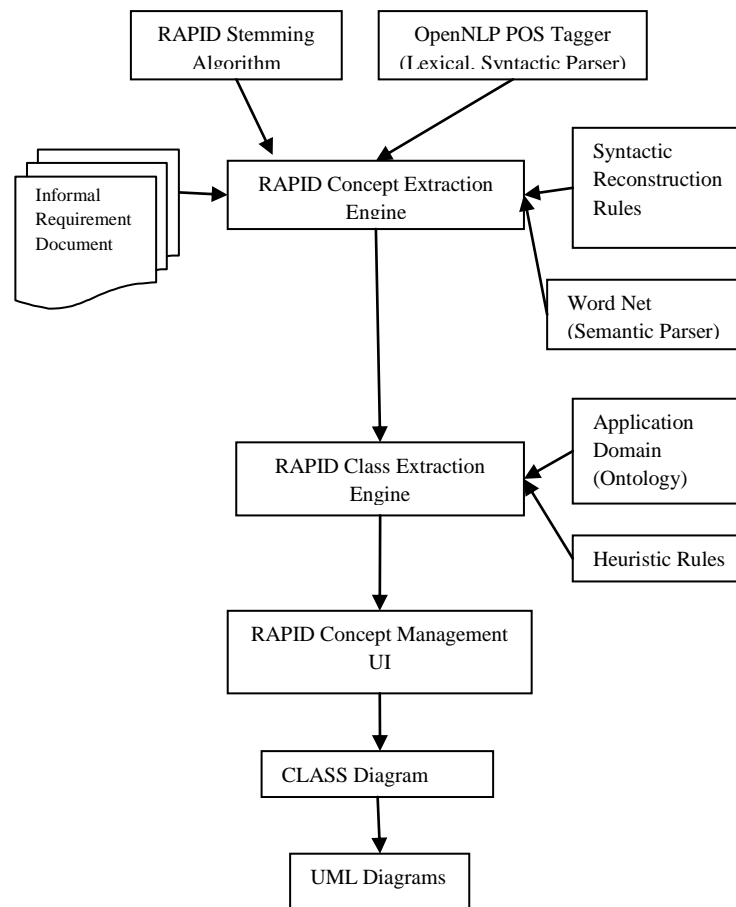 RAPID Stemming
Algorithm
OpenNLP POS Tagger
(Lexical, Syntactic Parser)
Informal
Requirement
Document
RAPID Concept Extraction
Engine
Syntactic
Reconstruction
Rules
Word Net
(Semantic Parser)
RAPID Class Extraction
Engine
Application
Domain
(Ontology)
Heuristic Rules
RAPID Concept Management
UI
CLASS Diagram
UML Diagrams